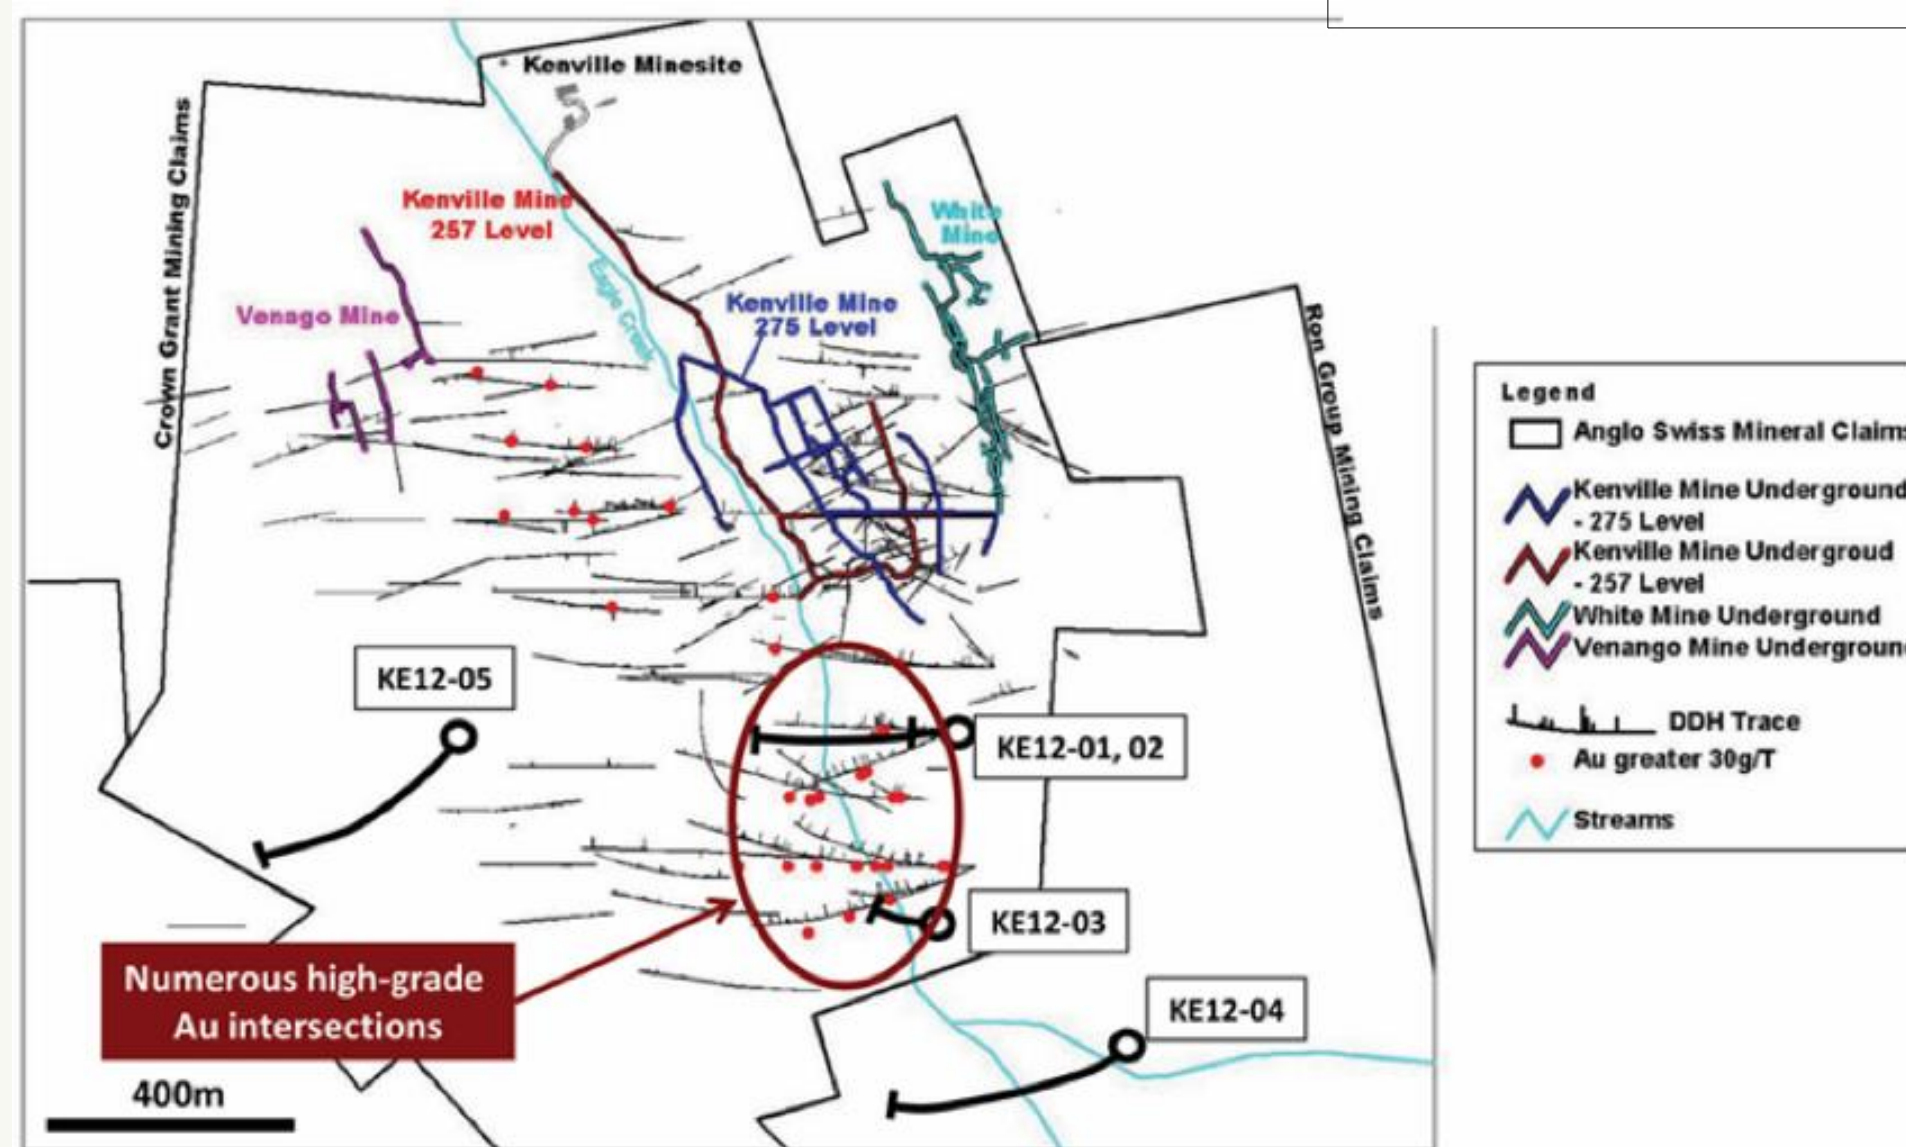 Kenville Minesite
Crown Grant Mining Claims
Kenville Mine
257 Level
White
Mine
Eagle Creek
Venago Mine
Kenville Mine
275 Level
Ron Group Mining Claims
Legend
Anglo Swiss Mineral Claims
Kenville Mine Underground
- 275 Level
Kenville Mine Undergroud
- 257 Level
White Mine Underground
Venango Mine Underground
DDH Trace
Au greater 30g/T
Streams
KE12-05
KE12-01, 02
KE12-03
KE12-04
Numerous high-grade
Au intersections
400m